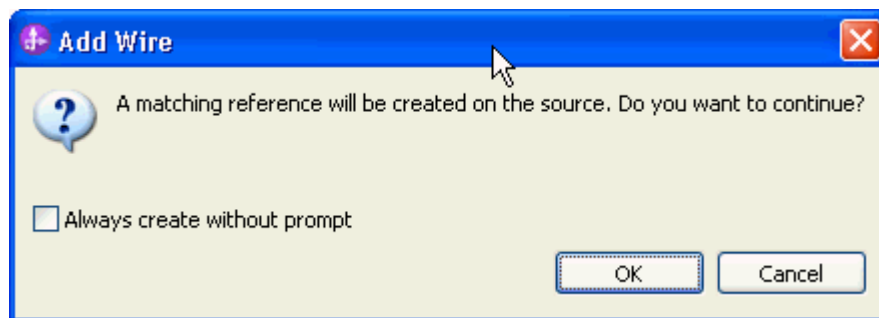 Add Wire
A matching reference will be created on the source. Do you want to continue?
Always create without prompt
OK Cancel